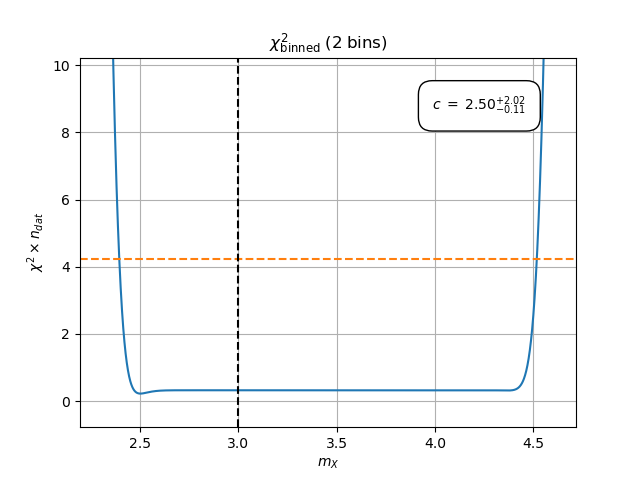 χ²binned (2 bins)
c = 2.50+2.02−0.11
10
8
6
4
2
0
χ² × ndat
2.5 3.0 3.5 4.0 4.5
mX